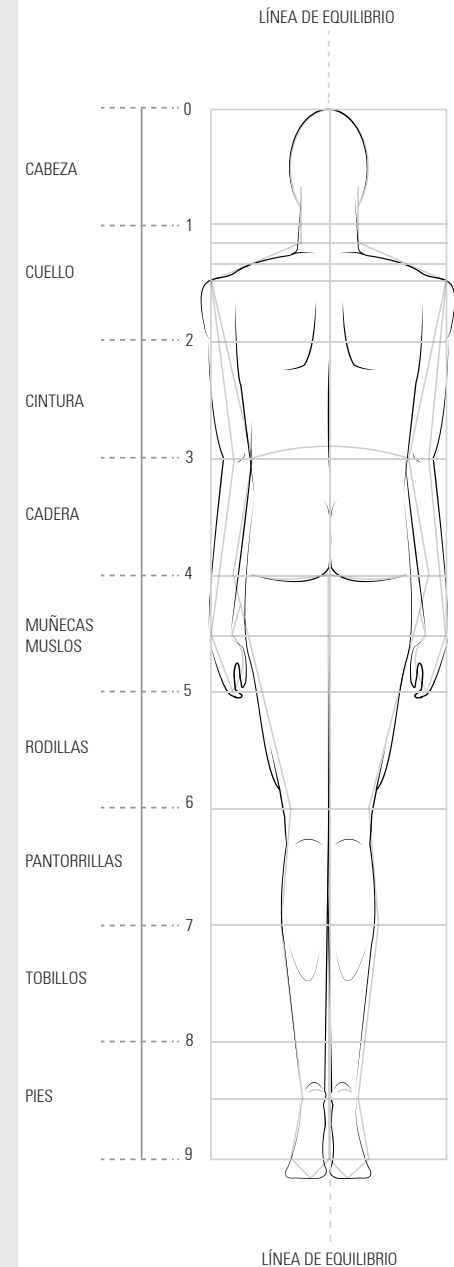 LÍNEA DE EQUILIBRIO
0
CABEZA
1
CUELLO
2
CINTURA
3
CADERA
4
MUÑECAS
MUSLOS
5
RODILLAS
6
PANTORRILLAS
7
TOBILLOS
8
PIES
9
LÍNEA DE EQUILIBRIO